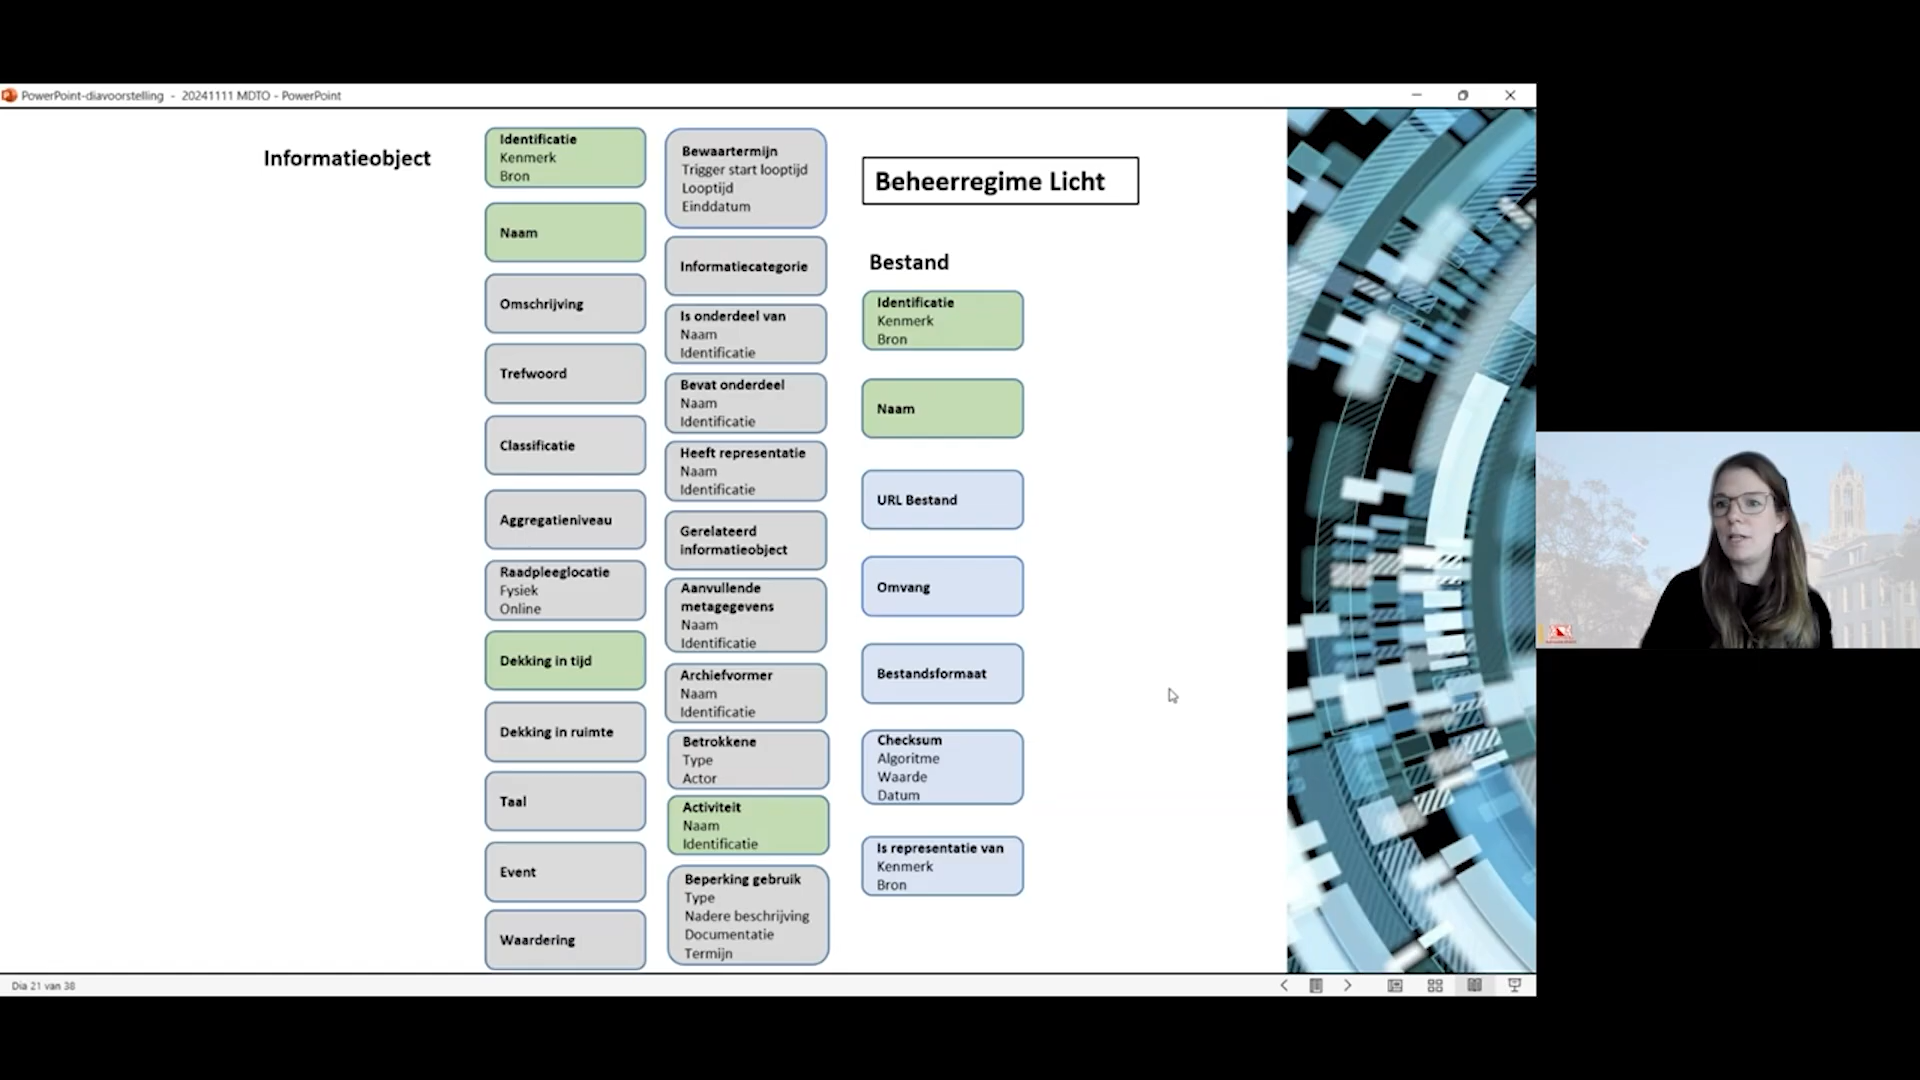 PowerPoint-diavoorstelling - 20241111 MDTO - PowerPoint
Informatieobject
Identificatie
Kenmerk
Bron
Naam
Omschrijving
Trefwoord
Classificatie
Aggregatieniveau
Raadpleeglocatie
Fysiek
Online
Dekking in tijd
Dekking in ruimte
Taal
Event
Waardering
Bewaartermijn
Trigger start looptijd
Looptijd
Einddatum
Informatiecategorie
Is onderdeel van
Naam
Identificatie
Bevat onderdeel
Naam
Identificatie
Heeft representatie
Naam
Identificatie
Gerelateerd
informatieobject
Aanvullende
metagegevens
Naam
Identificatie
Archiefvormer
Naam
Identificatie
Betrokkene
Type
Actor
Activiteit
Naam
Identificatie
Beperking gebruik
Type
Nadere beschrijving
Documentatie
Termijn
Beheerregime Licht
Bestand
Identificatie
Kenmerk
Bron
Naam
URL Bestand
Omvang
Bestandsformaat
Checksum
Algoritme
Waarde
Datum
Is representatie van
Kenmerk
Bron
Dia 21 van 38